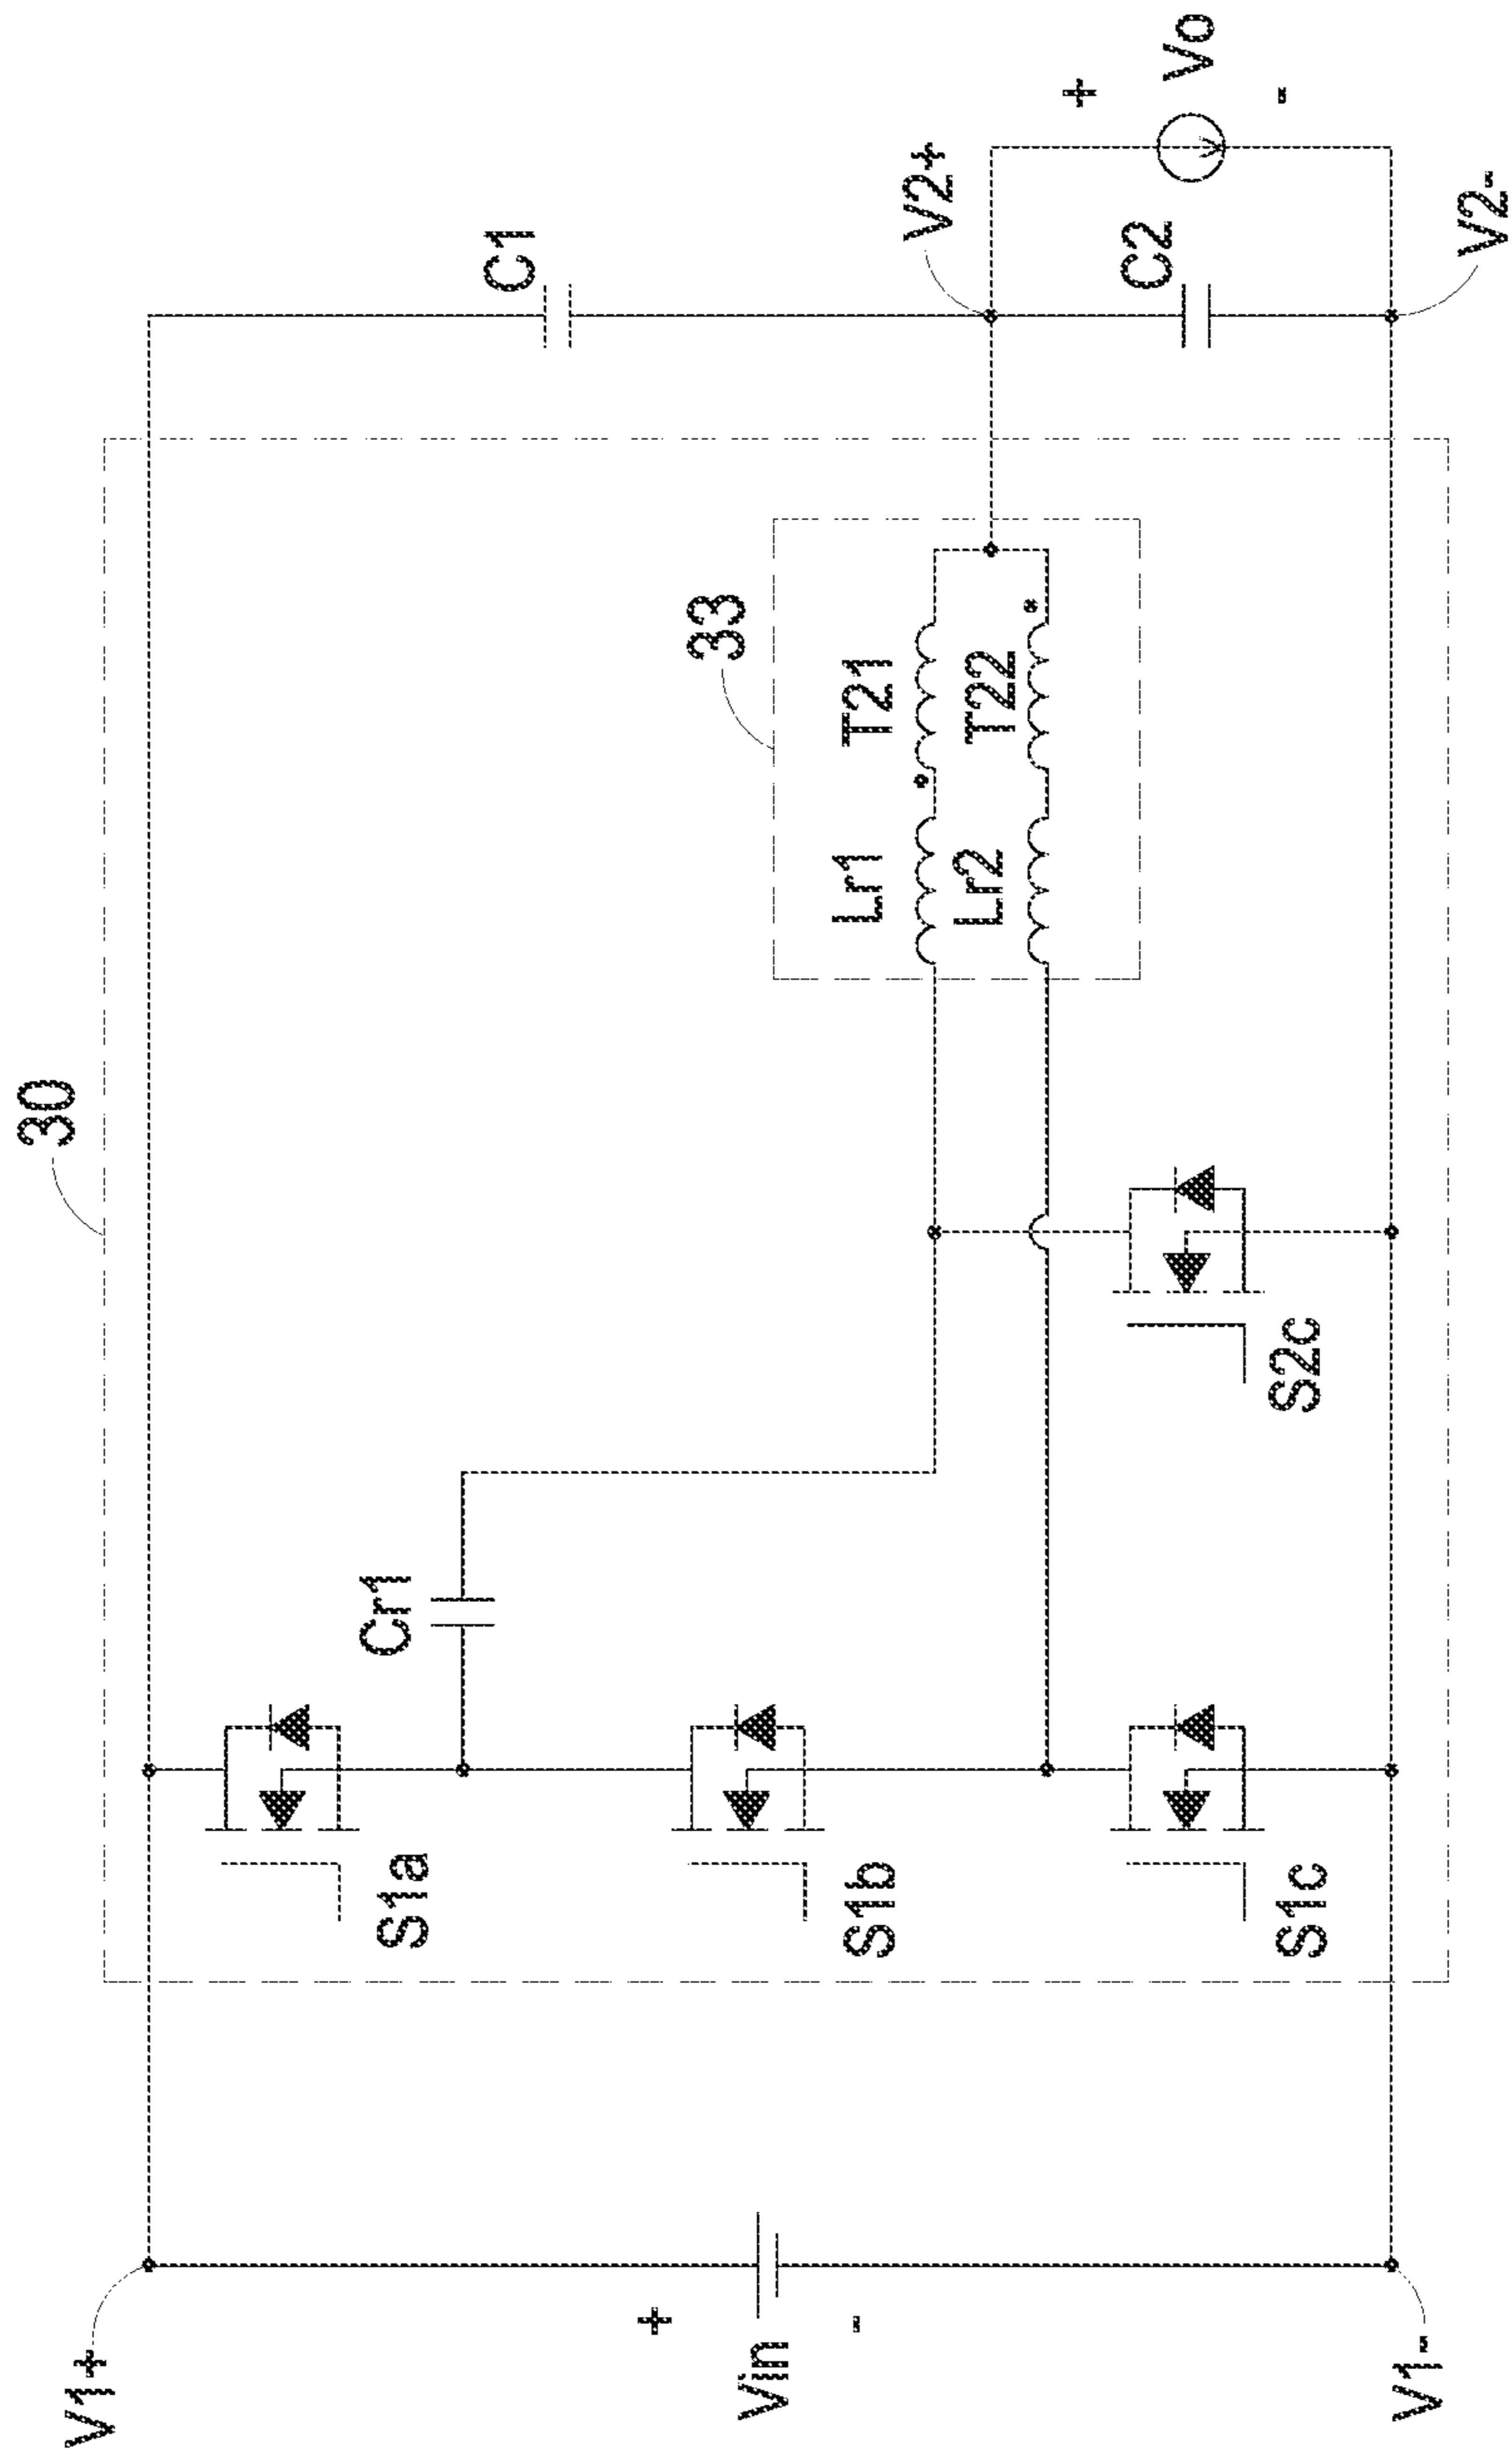 30
V1+
Vin
+
-
V1-
S1a
S1b
S1c
Cr1
S2c
33
Lr1
T21
Lr2
T22
C1
V2+
C2
V2-
+
Vo
-